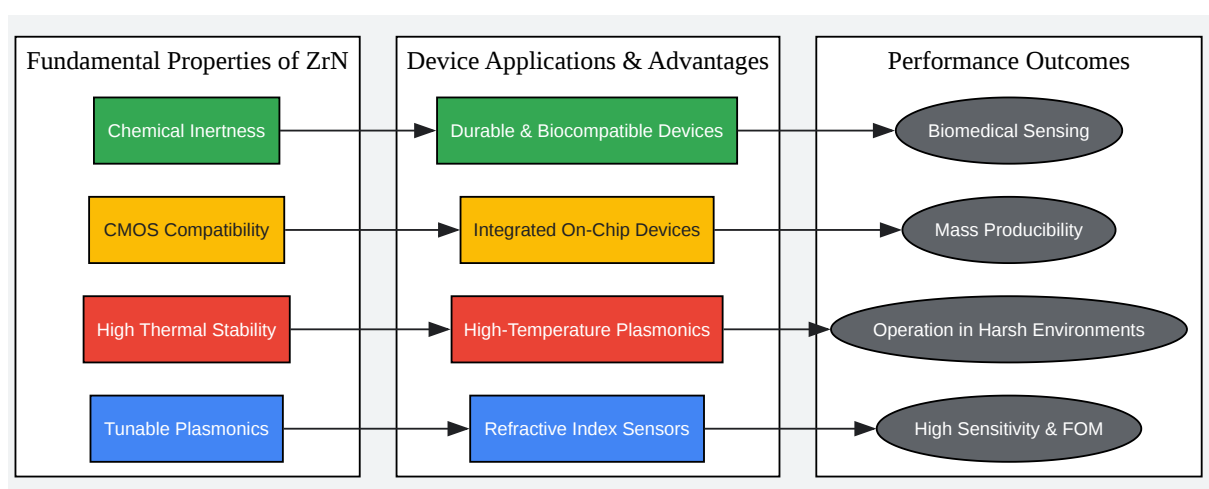 Fundamental Properties of ZrN
Device Applications & Advantages
Performance Outcomes
Chemical Inertness
Durable & Biocompatible Devices
Biomedical Sensing
CMOS Compatibility
Integrated On-Chip Devices
Mass Producibility
High Thermal Stability
High-Temperature Plasmonics
Operation in Harsh Environments
Tunable Plasmonics
Refractive Index Sensors
High Sensitivity & FOM